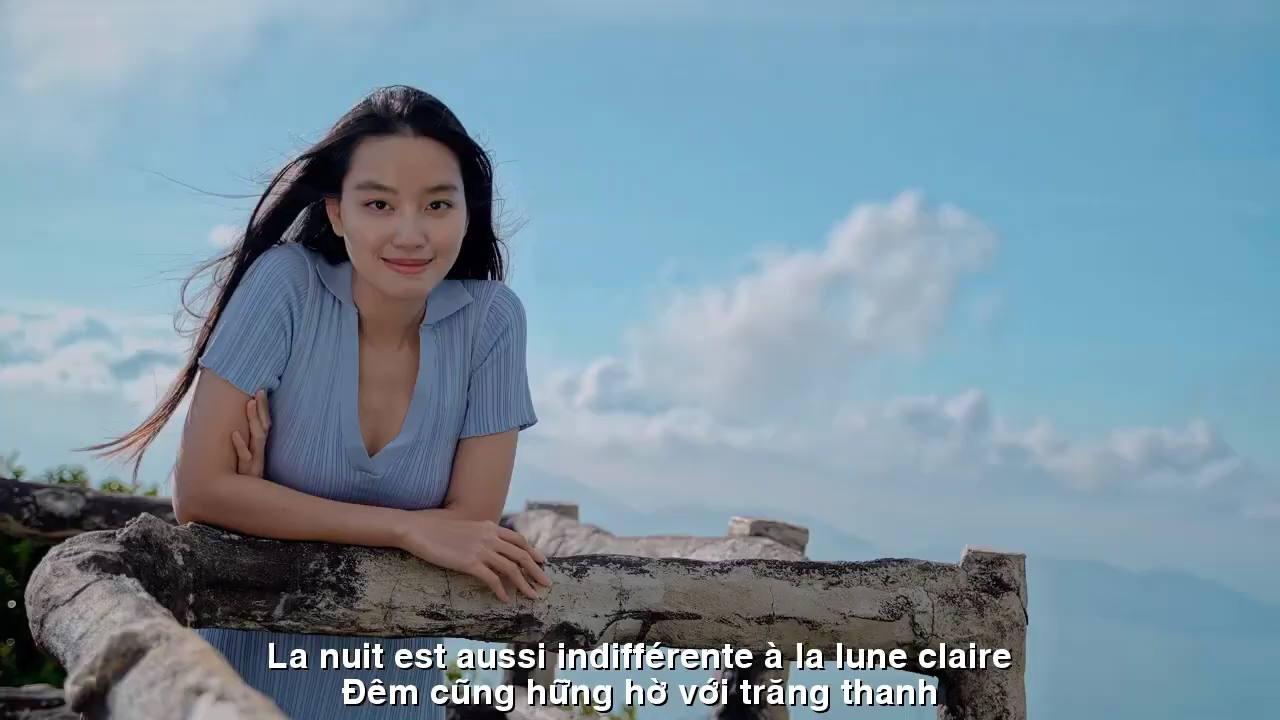 La nuit est aussi indifférente à la lune claire
Đêm cũng hững hờ với trăng thanh